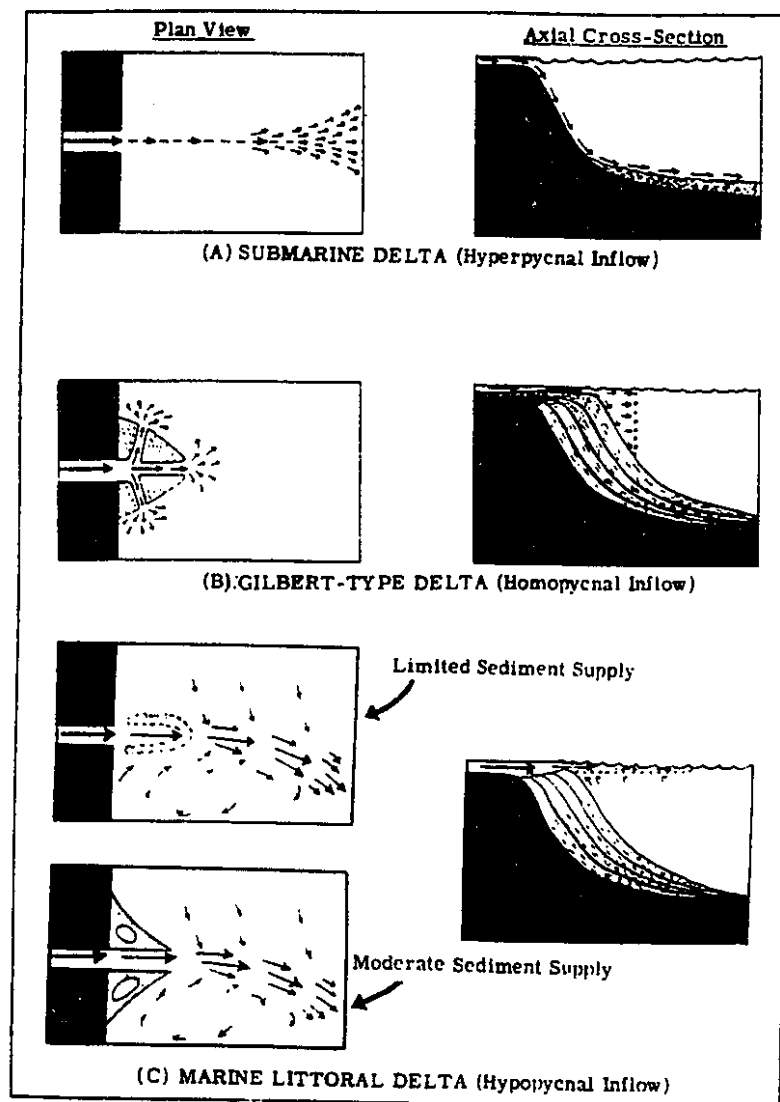 Plan View
Axial Cross-Section
(A) SUBMARINE DELTA (Hyperpycnal Inflow)
(B).GILBERT-TYPE DELTA (Homopycnal Inflow)
Limited Sediment Supply
Moderate Sediment Supply
(C) MARINE LITTORAL DELTA (Hypopycnal Inflow)